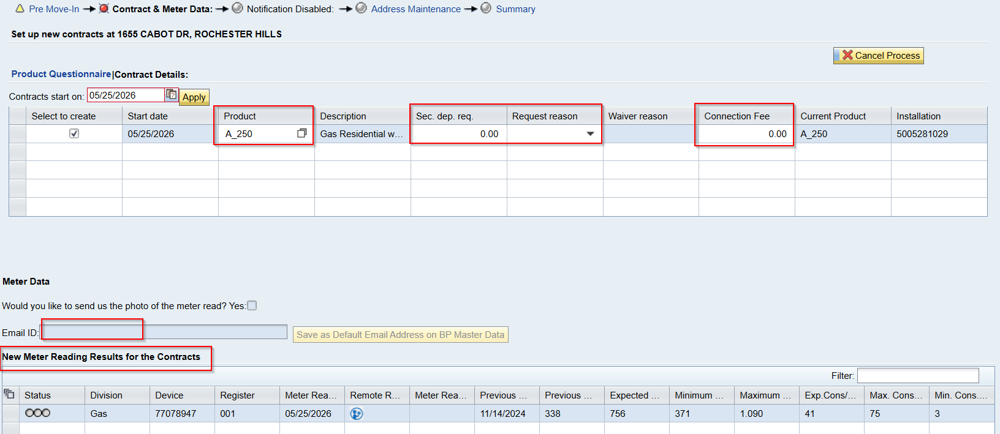 Pre Move-In Contract & Meter Data: Notification Disabled: Address Maintenance Summary
Set up new contracts at 1655 CABOT DR, ROCHESTER HILLS
Cancel Process
Product Questionnaire|Contract Details:
Contracts start on: 05/25/2026 Apply
Select to create Start date Product Description Sec. dep. req. Request reason Waiver reason Connection Fee Current Product Installation
05/25/2026 A_250 Gas Residential w... 0.00 0.00 A_250 5005281029
Meter Data
Would you like to send us the photo of the meter read? Yes:
Email ID: Save as Default Email Address on BP Master Data
New Meter Reading Results for the Contracts
Filter:
Status Division Device Register Meter Rea... Remote R... Meter Rea... Previous ... Previous ... Expected ... Minimum ... Maximum ... Exp.Cons/... Max. Cons... Min. Cons....
Gas 77078947 001 05/25/2026 11/14/2024 338 756 371 1.090 41 75 3